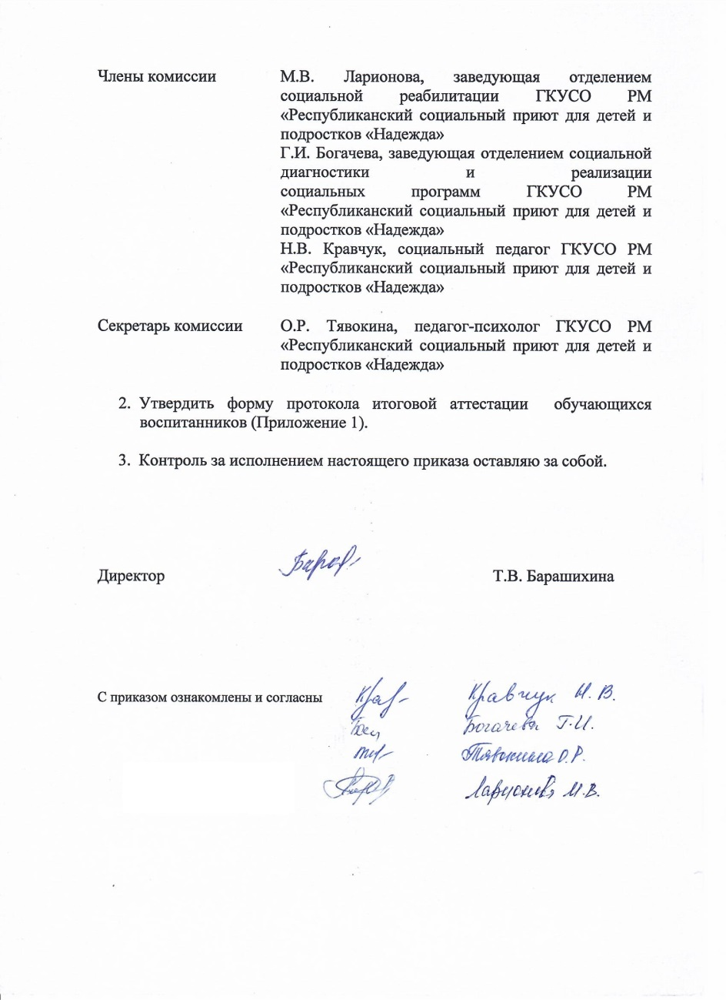 Члены комиссии М.В. Ларионова, заведующая отделением
социальной реабилитации ГКУСО РМ
«Республиканский социальный приют для детей и
подростков «Надежда»
Г.И. Богачева, заведующая отделением социальной
диагностики и реализации
социальных программ ГКУСО РМ
«Республиканский социальный приют для детей и
подростков «Надежда»
Н.В. Кравчук, социальный педагог ГКУСО РМ
«Республиканский социальный приют для детей и
подростков «Надежда»
Секретарь комиссии О.Р. Тявокина, педагог-психолог ГКУСО РМ
«Республиканский социальный приют для детей и
подростков «Надежда»
2. Утвердить форму протокола итоговой аттестации обучающихся
воспитанников (Приложение 1).
3. Контроль за исполнением настоящего приказа оставляю за собой.
Директор Т.В. Барашихина
С приказом ознакомлены и согласны Кравчук Н.В.
Богачева Г.И.
Тявокина О.Р.
Ларионова М.В.